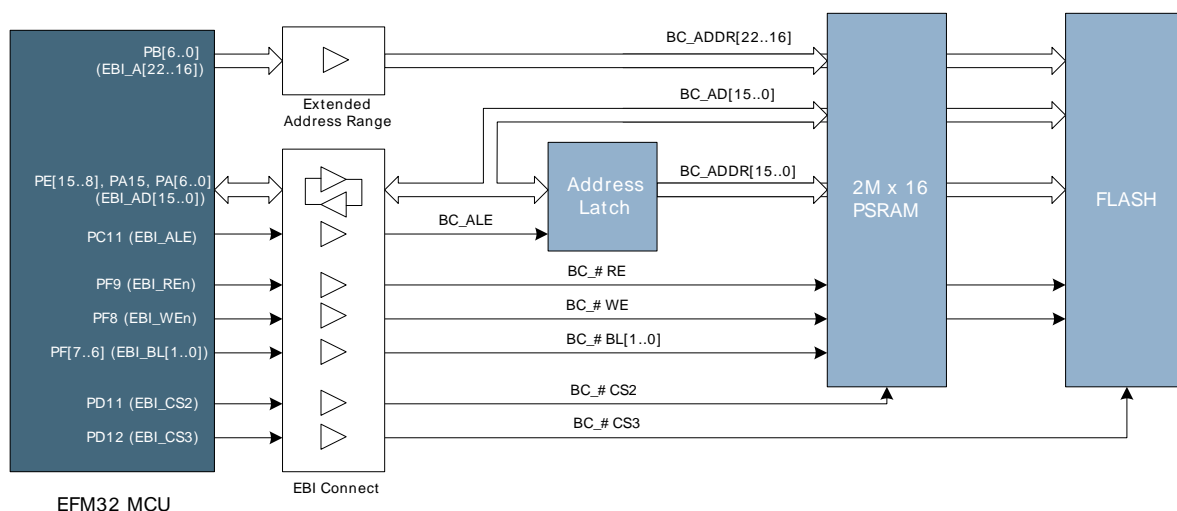 PB[6..0]
(EBI_A[22..16])
BC_ADDR[22..16]
Extended
Address Range
BC_AD[15..0]
PE[15..8], PA15, PA[6..0]
(EBI_AD[15..0])
Address
Latch
BC_ADDR[15..0]
2M x 16
PSRAM
FLASH
PC11 (EBI_ALE)
BC_ALE
PF9 (EBI_REn)
BC_# RE
PF8 (EBI_WEn)
BC_# WE
PF[7..6] (EBI_BL[1..0])
BC_# BL[1..0]
PD11 (EBI_CS2)
BC_# CS2
PD12 (EBI_CS3)
BC_# CS3
EBI Connect
EFM32 MCU